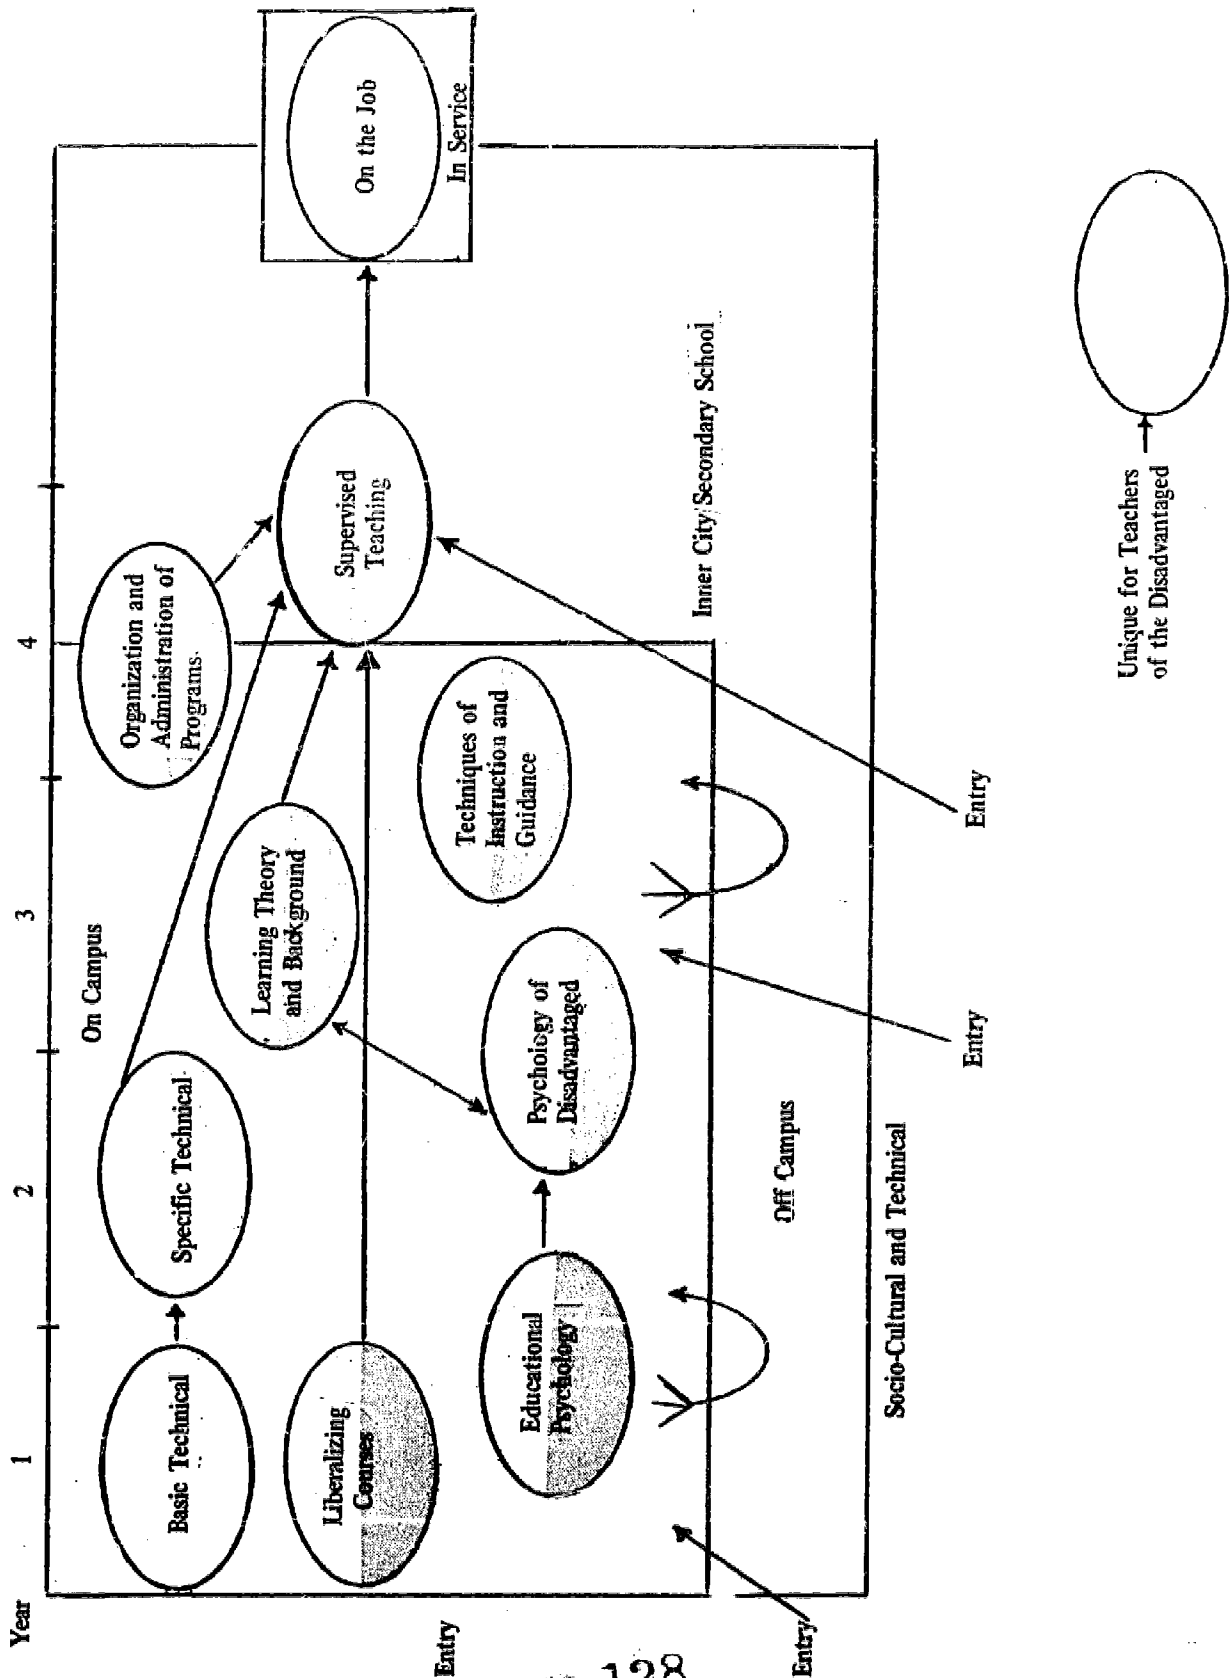 Year
1
2
3
4
On Campus
Basic Technical
Specific Technical
Organization and
Administration of
Programs
Liberalizing
Courses
Learning Theory
and Background
Supervised
Teaching
On the Job
In Service
Educational
Psychology
Psychology of
Disadvantaged
Techniques of
Instruction and
Guidance
Entry
Inner City Secondary School
Off Campus
Entry
Socio-Cultural and Technical
Entry
Entry
Unique for Teachers
of the Disadvantaged
128